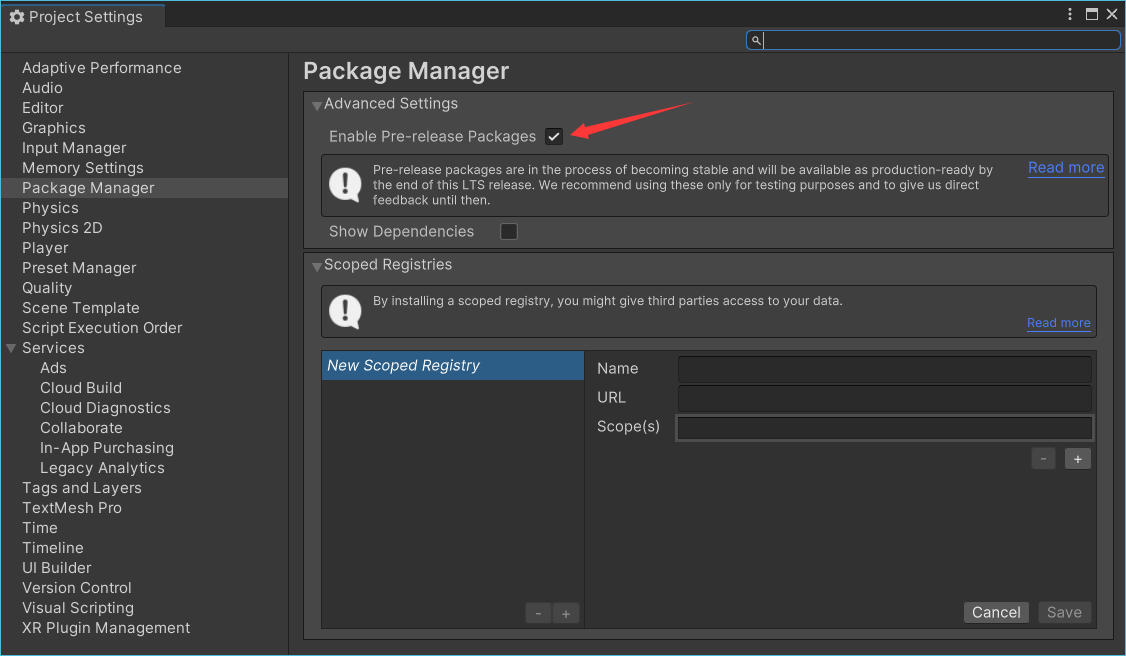 Project Settings
Adaptive Performance
Audio
Editor
Graphics
Input Manager
Memory Settings
Package Manager
Physics
Physics 2D
Player
Preset Manager
Quality
Scene Template
Script Execution Order
Services
Ads
Cloud Build
Cloud Diagnostics
Collaborate
In-App Purchasing
Legacy Analytics
Tags and Layers
TextMesh Pro
Time
Timeline
UI Builder
Version Control
Visual Scripting
XR Plugin Management
Package Manager
Advanced Settings
Enable Pre-release Packages
Pre-release packages are in the process of becoming stable and will be available as production-ready by
the end of this LTS release. We recommend using these only for testing purposes and to give us direct
feedback until then.
Read more
Show Dependencies
Scoped Registries
By installing a scoped registry, you might give third parties access to your data.
Read more
New Scoped Registry
- +
Name
URL
Scope(s)
- +
Cancel Save